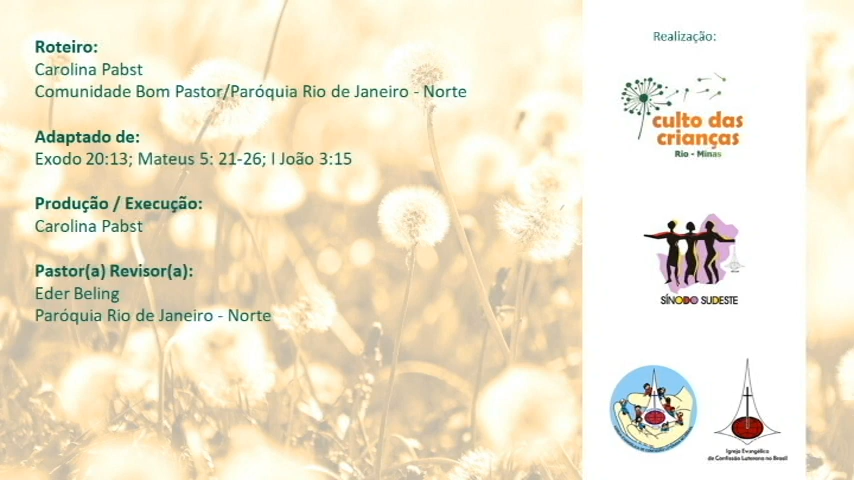 Roteiro:
Carolina Pabst
Comunidade Bom Pastor/Paróquia Rio de Janeiro - Norte
Adaptado de:
Exodo 20:13; Mateus 5: 21-26; I João 3:15
Produção / Execução:
Carolina Pabst
Pastor(a) Revisor(a):
Eder Beling
Paróquia Rio de Janeiro - Norte
Realização:
culto das
crianças
Rio - Minas
SÍNODO SUDESTE
Igreja Evangélica
de Confissão Luterana no Brasil